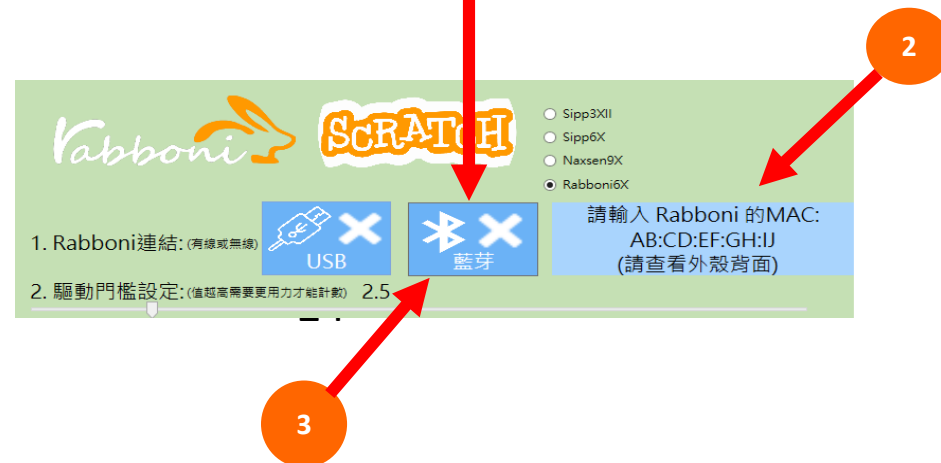 2
rabboni
SCRATCH
Sipp3XII
Sipp6X
Naxsen9X
Rabboni6X
1. Rabboni連結:(有線或無線)
USB
藍芽
請輸入 Rabboni 的MAC:
AB:CD:EF:GH:IJ
(請查看外殼背面)
2. 驅動門檻設定:(值越高需要更用力才能計數) 2.5
3